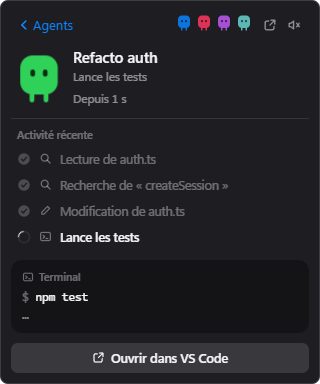 Agents
Refacto auth
Lance les tests
Depuis 1 s
Activité récente
Lecture de auth.ts
Recherche de « createSession »
Modification de auth.ts
Lance les tests
Terminal
$ npm test
…
Ouvrir dans VS Code